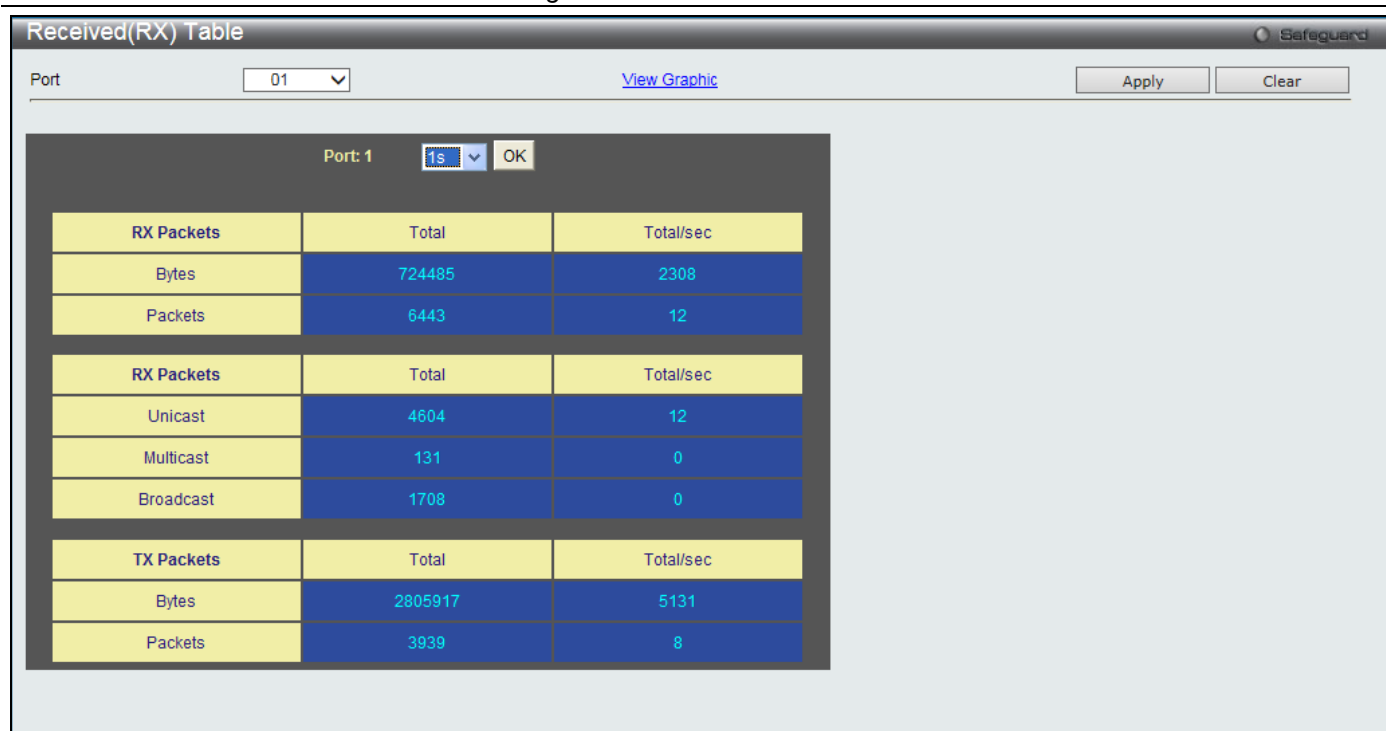 Received(RX) Table Safeguard
Port 01 View Graphic Apply Clear
Port: 1 1s OK
RX Packets Total Total/sec
Bytes 724485 2308
Packets 6443 12
RX Packets Total Total/sec
Unicast 4604 12
Multicast 131 0
Broadcast 1708 0
TX Packets Total Total/sec
Bytes 2805917 5131
Packets 3939 8